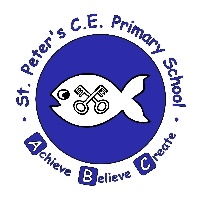 · St. Peter's C.E. Primary School ·
Achieve Believe Create